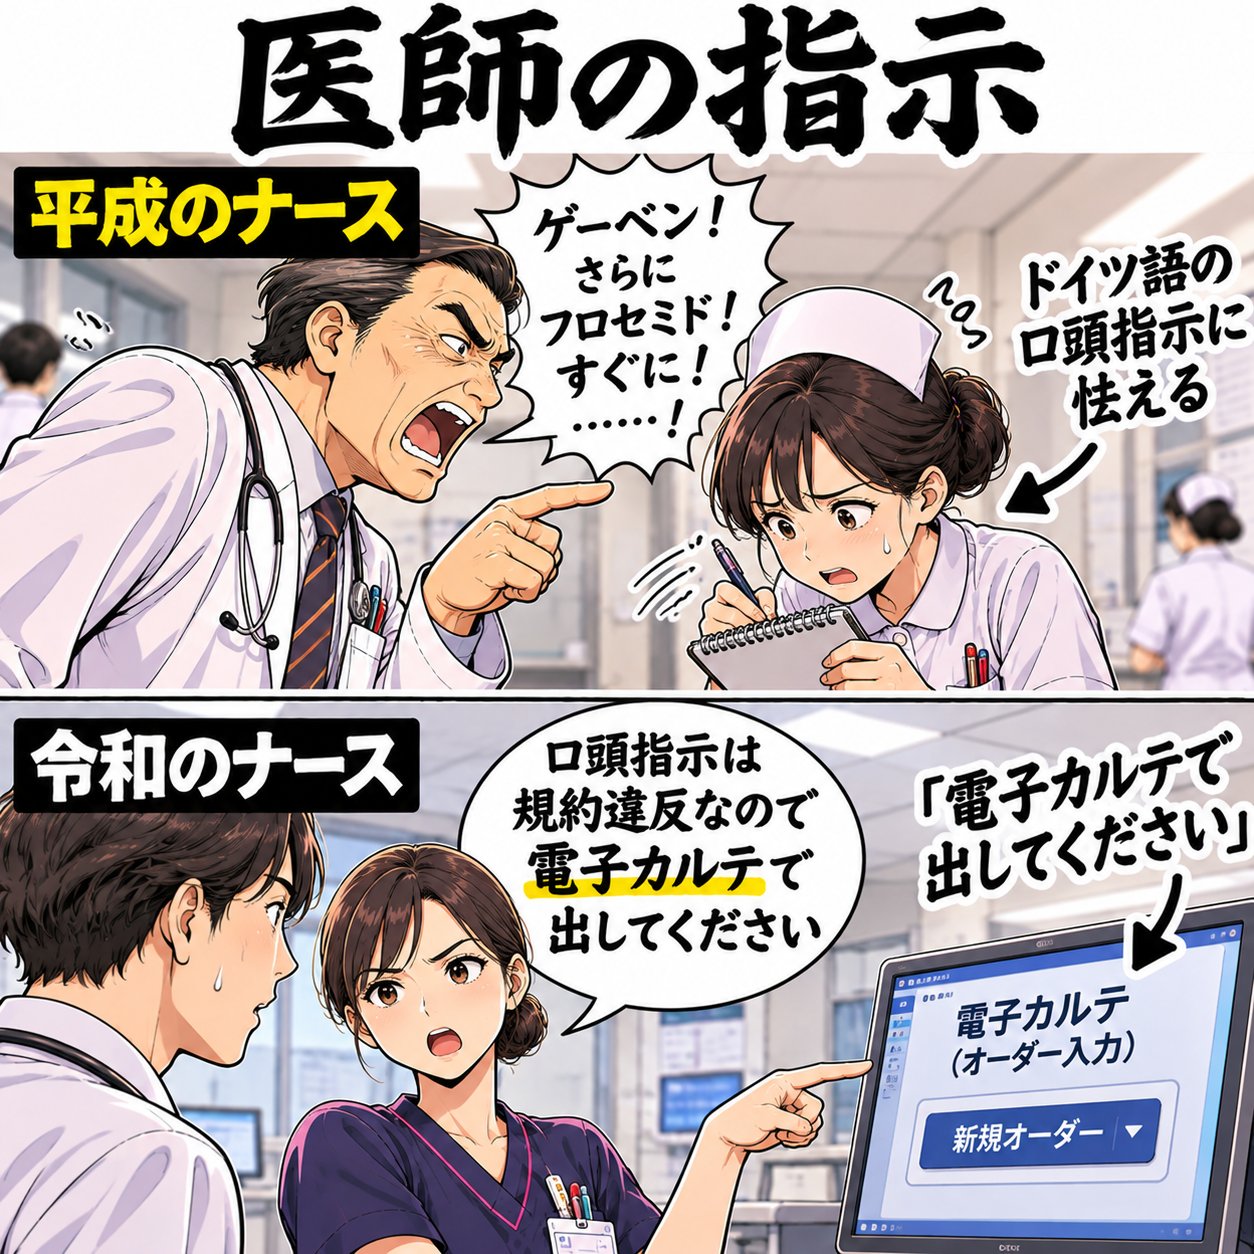 医師の指示
平成のナース
ゲーベン!
さらに
フロセミド!
すぐに!
……!
ドイツ語の
口頭指示に
怯える
令和のナース
口頭指示は
規約違反なので
電子カルテで
出してください
「電子カルテで
出してください」
電子カルテ
(オーダー入力)
新規オーダー